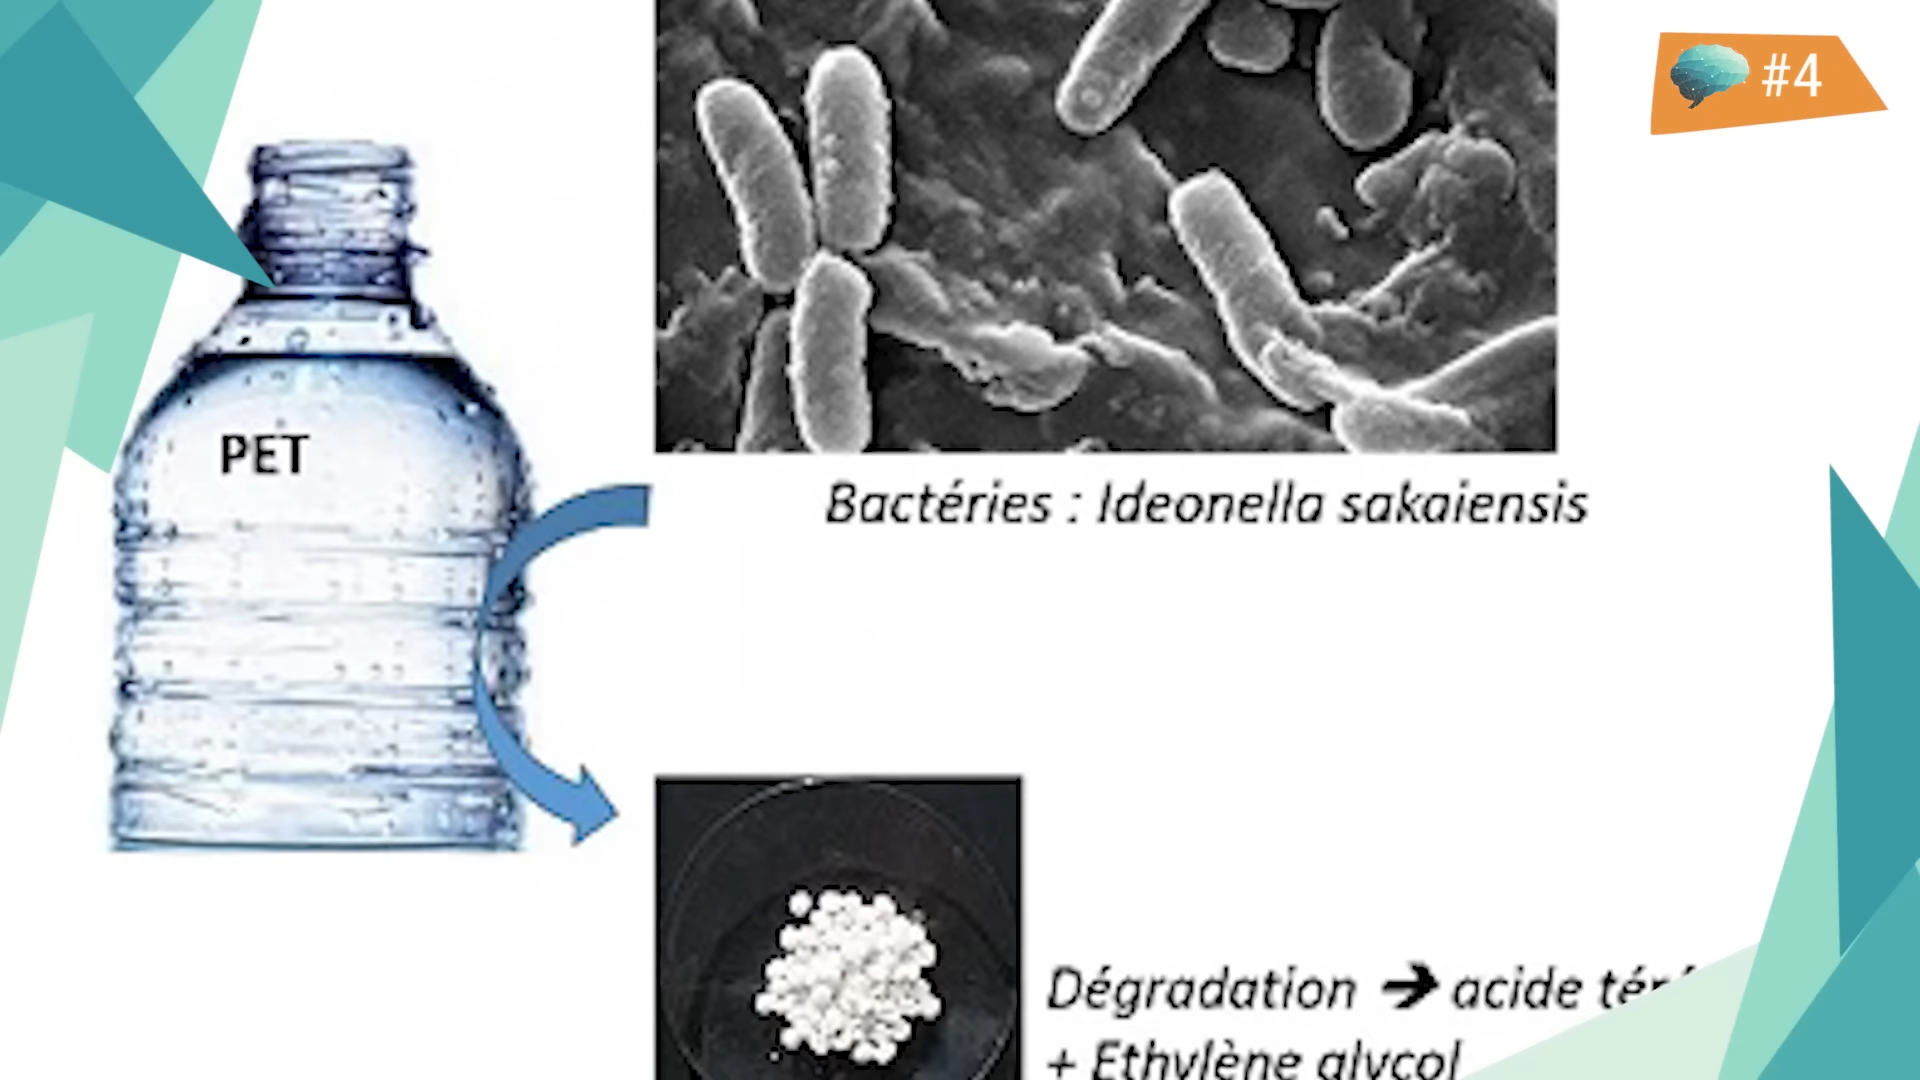 #4
PET
Bactéries : Ideonella sakaiensis
Dégradation → acide
+ Ethylène glycol